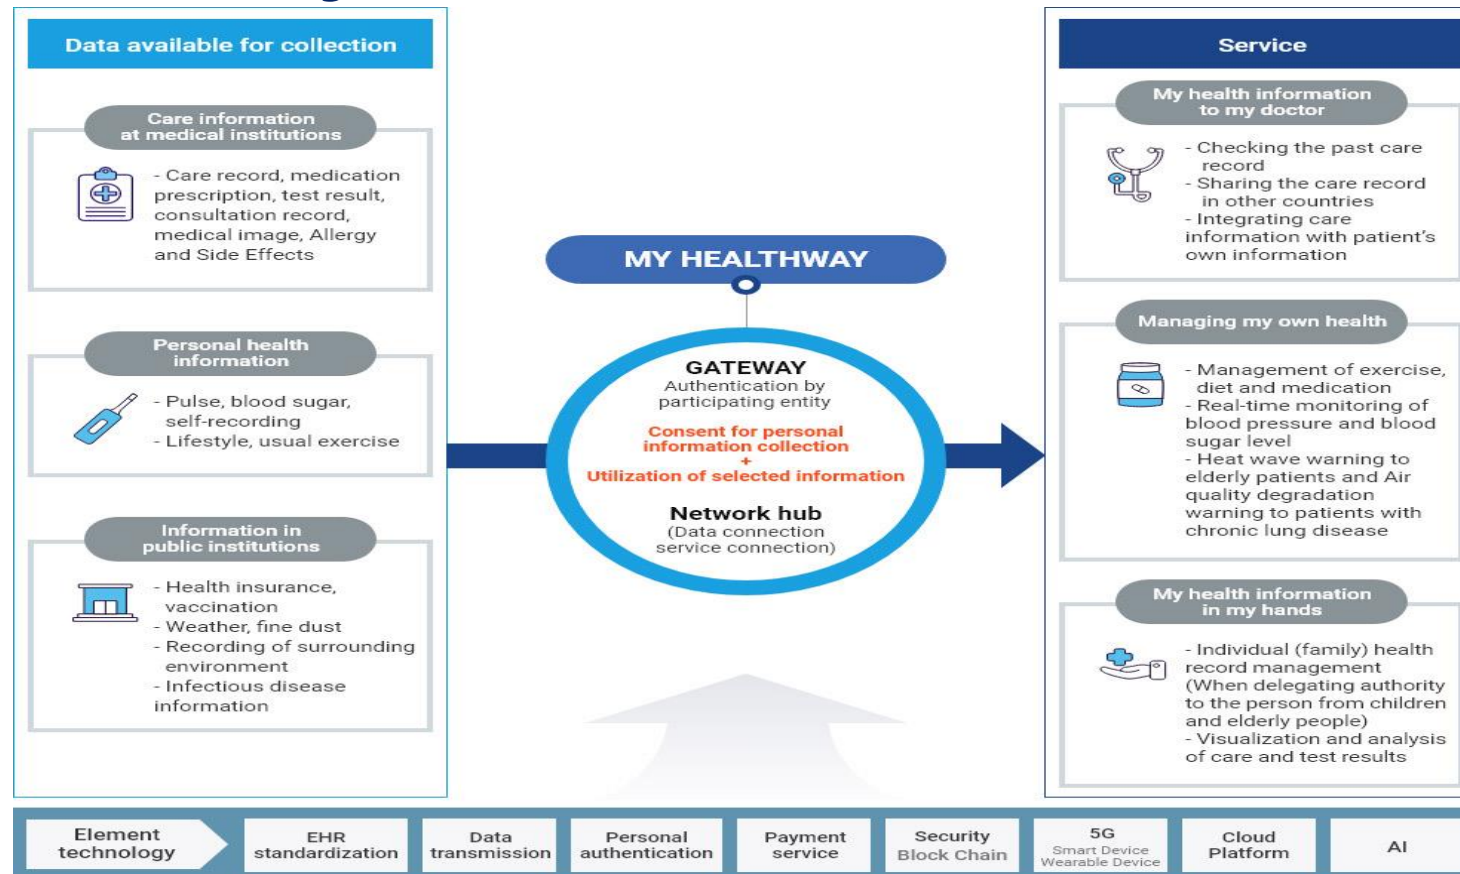 Data available for collection
Care information
at medical institutions
- Care record, medication
prescription, test result,
consultation record,
medical image, Allergy
and Side Effects
Personal health
information
- Pulse, blood sugar,
self-recording
- Lifestyle, usual exercise
Information in
public institutions
- Health insurance,
vaccination
- Weather, fine dust
- Recording of surrounding
environment
- Infectious disease
information
MY HEALTHWAY
GATEWAY
Authentication by
participating entity
Consent for personal
information collection
+
Utilization of selected information
Network hub
(Data connection
service connection)
Service
My health information
to my doctor
- Checking the past care
record
- Sharing the care record
in other countries
- Integrating care
information with patient's
own information
Managing my own health
- Management of exercise,
diet and medication
- Real-time monitoring of
blood pressure and blood
sugar level
- Heat wave warning to
elderly patients and Air
quality degradation
warning to patients with
chronic lung disease
My health information
in my hands
- Individual (family) health
record management
(When delegating authority
to the person from children
and elderly people)
- Visualization and analysis
of care and test results
Element
technology
EHR
standardization
Data
transmission
Personal
authentication
Payment
service
Security
Block Chain
5G
Smart Device
Wearable Device
Cloud
Platform
AI